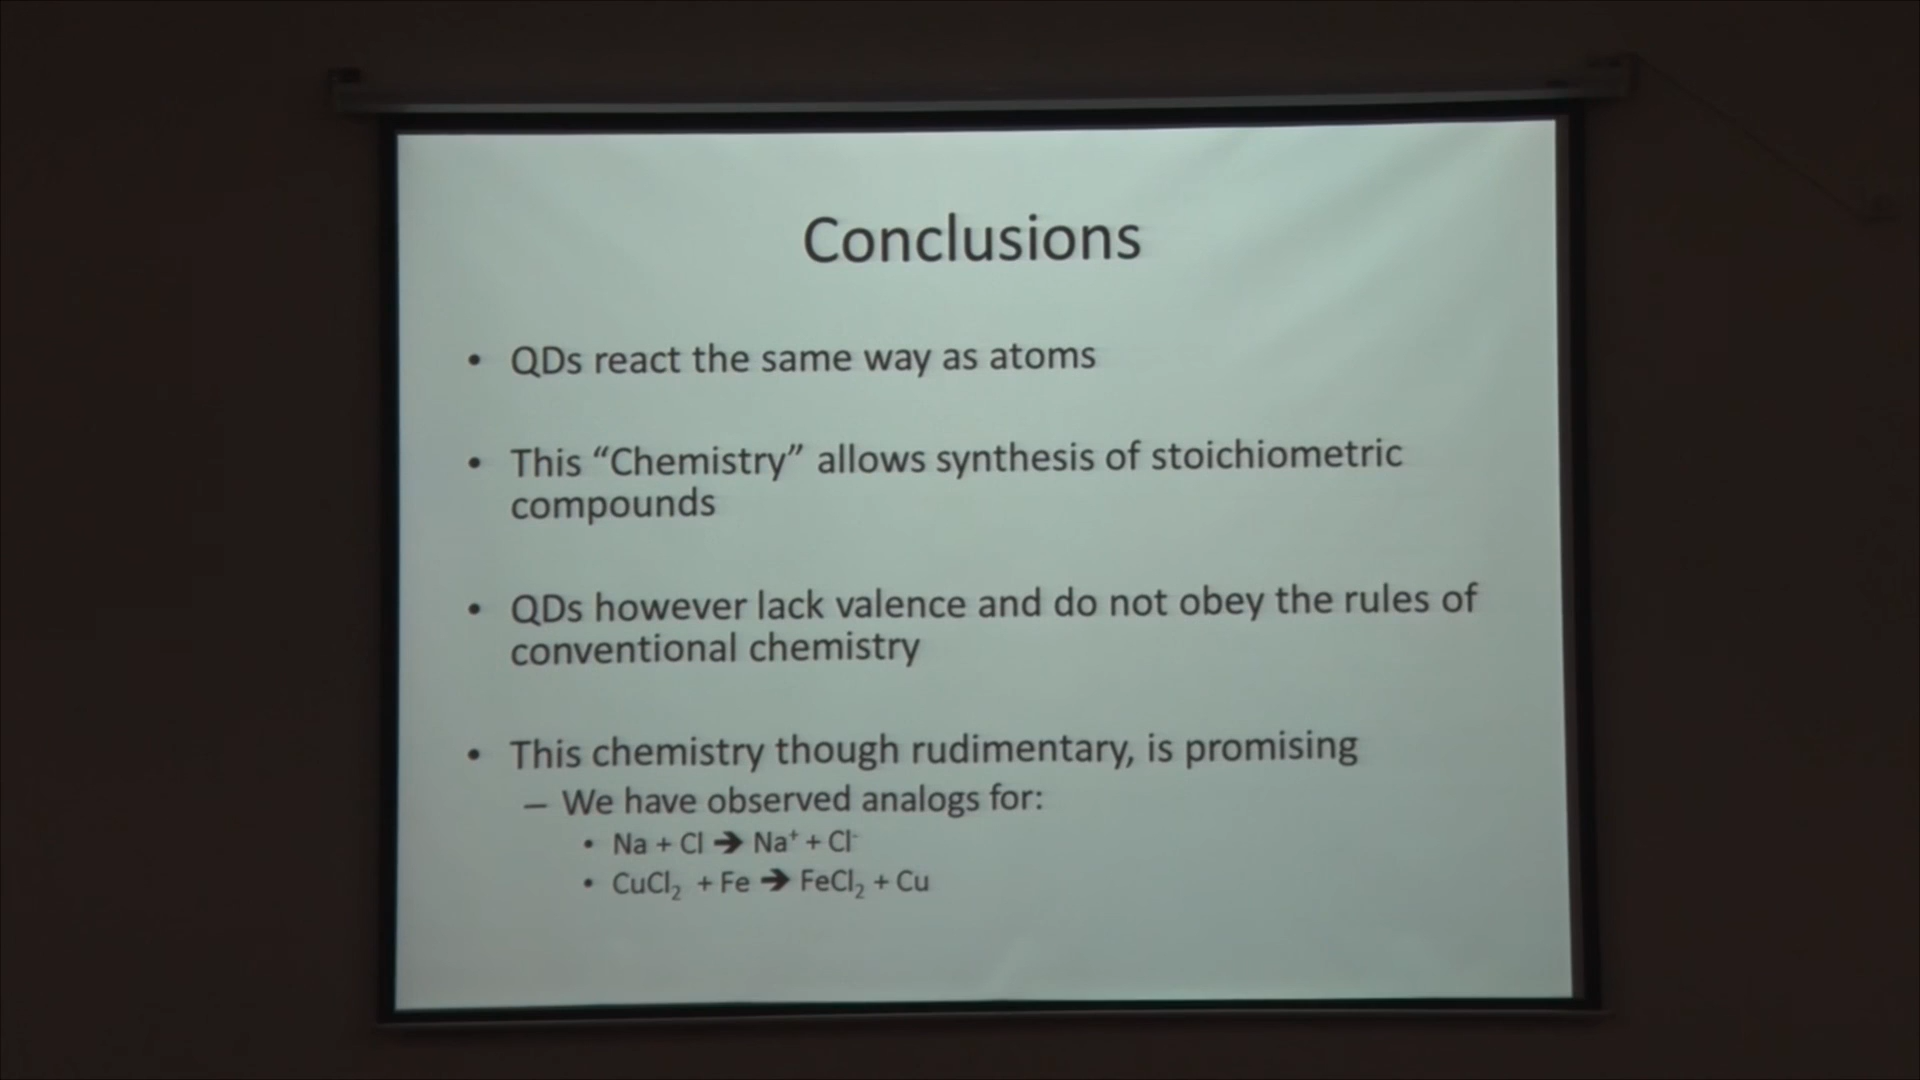 Conclusions
• QDs react the same way as atoms
• This “Chemistry” allows synthesis of stoichiometric
compounds
• QDs however lack valence and do not obey the rules of
conventional chemistry
• This chemistry though rudimentary, is promising
– We have observed analogs for:
• Na + Cl ➔ Na⁺ + Cl⁻
• CuCl₂ + Fe ➔ FeCl₂ + Cu